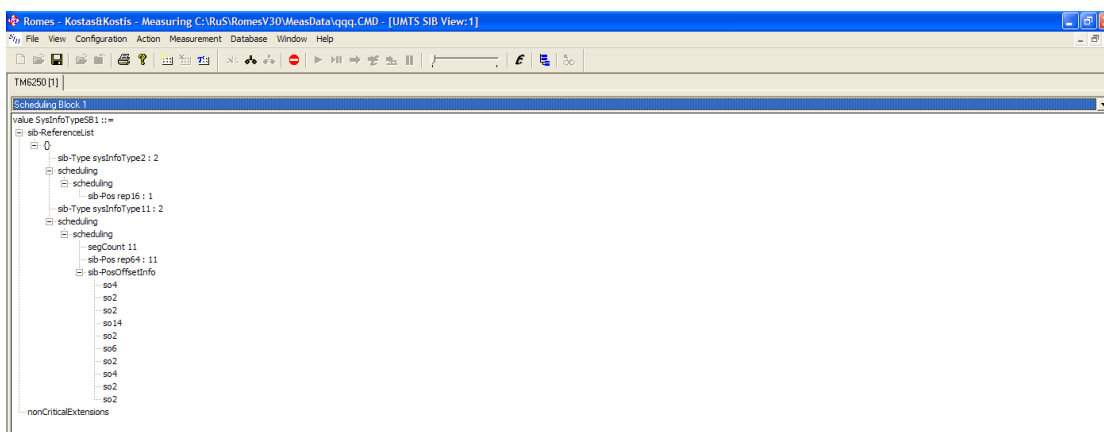 Romes - Kostas&Kostis - Measuring C:\RuS\RomesV30\MeasData\qqq.CMD - [UMTS SIB View:1]
File View Configuration Action Measurement Database Window Help
TM6250 [1]
Scheduling Block 1
value SysInfoTypeSB1 ::=
sib-ReferenceList
{}
sib-Type sysInfoType2 : 2
scheduling
scheduling
sib-Pos rep16 : 1
sib-Type sysInfoType11 : 2
scheduling
scheduling
segCount 11
sib-Pos rep64 : 11
sib-PosOffsetInfo
so4
so2
so2
so14
so2
so6
so2
so4
so2
so2
nonCriticalExtensions